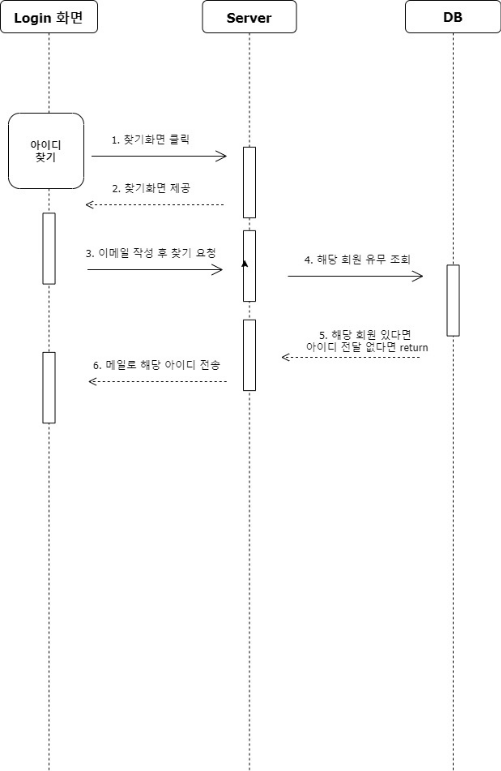 Login 화면
Server
DB
아이디
찾기
1. 찾기화면 클릭
2. 찾기화면 제공
3. 이메일 작성 후 찾기 요청
4. 해당 회원 유무 조회
5. 해당 회원 있다면
아이디 전달 없다면 return
6. 메일로 해당 아이디 전송